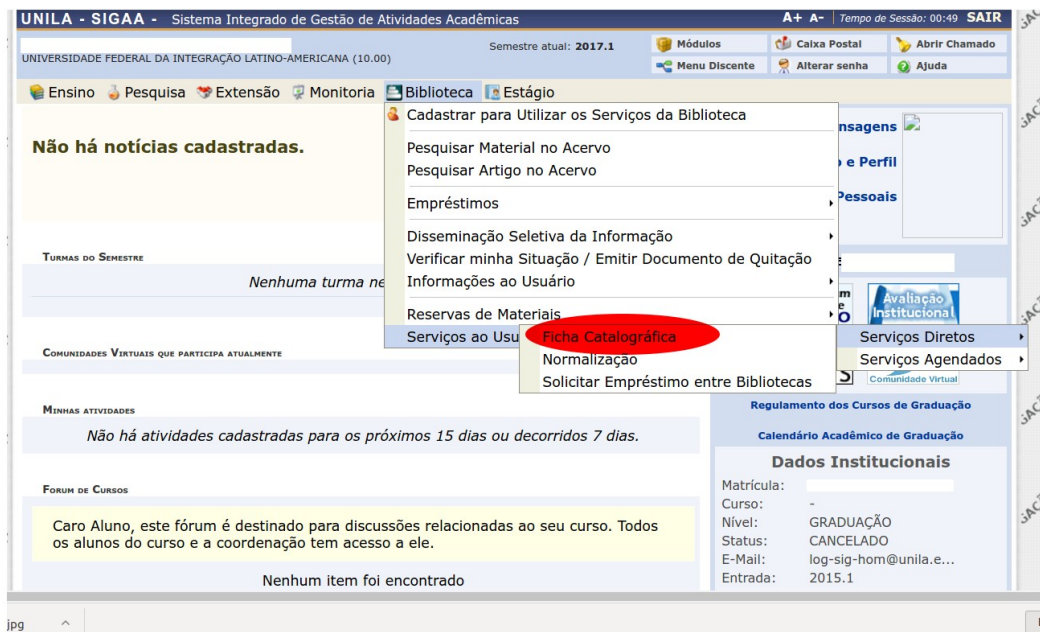 UNILA - SIGAA - Sistema Integrado de Gestão de Atividades Acadêmicas
A+ A- Tempo de Sessão: 00:49 SAIR
UNIVERSIDADE FEDERAL DA INTEGRAÇÃO LATINO-AMERICANA (10.00)
Semestre atual: 2017.1
Módulos Caixa Postal Abrir Chamado
Menu Discente Alterar senha Ajuda
Ensino Pesquisa Extensão Monitoria Biblioteca Estágio
Não há notícias cadastradas.
Cadastrar para Utilizar os Serviços da Biblioteca
Pesquisar Material no Acervo
Pesquisar Artigo no Acervo
Empréstimos
Disseminação Seletiva da Informação
Verificar minha Situação / Emitir Documento de Quitação
Informações ao Usuário
Reservas de Materiais
Serviços ao Usu
Ficha Catalográfica
Normalização
Solicitar Empréstimo entre Bibliotecas
Serviços Diretos
Serviços Agendados
nsagens
e Perfil
Pessoais
Avaliação
Institucional
Comunidade Virtual
Turmas do Semestre
Nenhuma turma ne
Comunidades Virtuais que participa atualmente
Minhas atividades
Não há atividades cadastradas para os próximos 15 dias ou decorridos 7 dias.
Forum de Cursos
Caro Aluno, este fórum é destinado para discussões relacionadas ao seu curso. Todos
os alunos do curso e a coordenação tem acesso a ele.
Nenhum item foi encontrado
Regulamento dos Cursos de Graduação
Calendário Acadêmico de Graduação
Dados Institucionais
Matrícula:
Curso: -
Nível: GRADUAÇÃO
Status: CANCELADO
E-Mail: log-sig-hom@unila.e...
Entrada: 2015.1
jpg